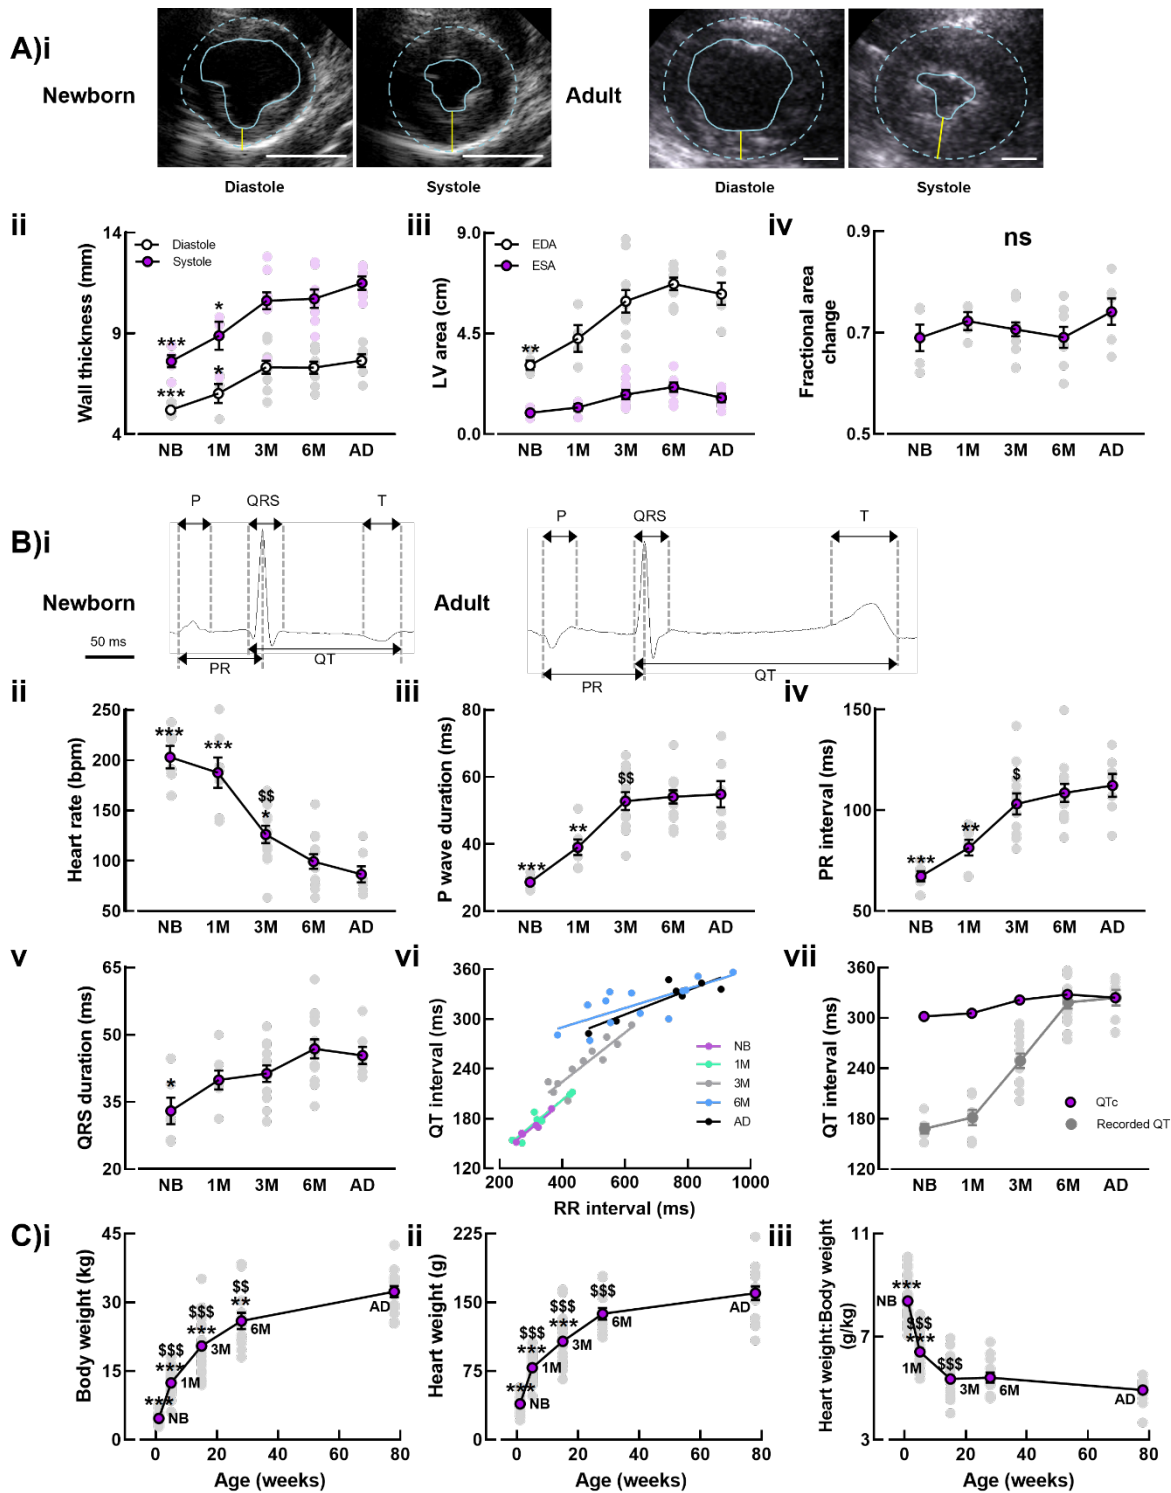 A)i
Newborn
Adult
Diastole
Systole
Diastole
Systole
ii
Wall thickness (mm)
14
9
4
Diastole
Systole
***
*
***
*
NB 1M 3M 6M AD
iii
LV area (cm)
9.0
4.5
0.0
EDA
ESA
**
NB 1M 3M 6M AD
iv
Fractional area
change
0.9
0.7
0.5
ns
NB 1M 3M 6M AD
B)i
Newborn
50 ms
P
QRS
T
PR
QT
Adult
P
QRS
T
PR
QT
ii
Heart rate (bpm)
250
200
150
100
50
***
***
$$
*
NB 1M 3M 6M AD
iii
P wave duration (ms)
80
60
40
20
***
**
$$
NB 1M 3M 6M AD
iv
PR interval (ms)
150
100
50
***
**
$
NB 1M 3M 6M AD
v
QRS duration (ms)
65
50
35
20
*
NB 1M 3M 6M AD
vi
QT interval (ms)
360
300
240
180
120
NB
1M
3M
6M
AD
200 400 600 800 1000
RR interval (ms)
vii
QT interval (ms)
360
300
240
180
120
QTc
Recorded QT
NB 1M 3M 6M AD
C)i
Body weight (kg)
45
30
15
0
***
NB
$$$
***
1M
$$$
***
3M
$$
**
6M
AD
0 20 40 60 80
Age (weeks)
ii
Heart weight (g)
225
150
75
0
***
NB
$$$
***
1M
$$$
***
3M
$$$
6M
AD
0 20 40 60 80
Age (weeks)
iii
Heart weight:Body weight
(g/kg)
11
7
3
***
NB
$$$
***
1M
$$$
3M
6M
AD
0 20 40 60 80
Age (weeks)